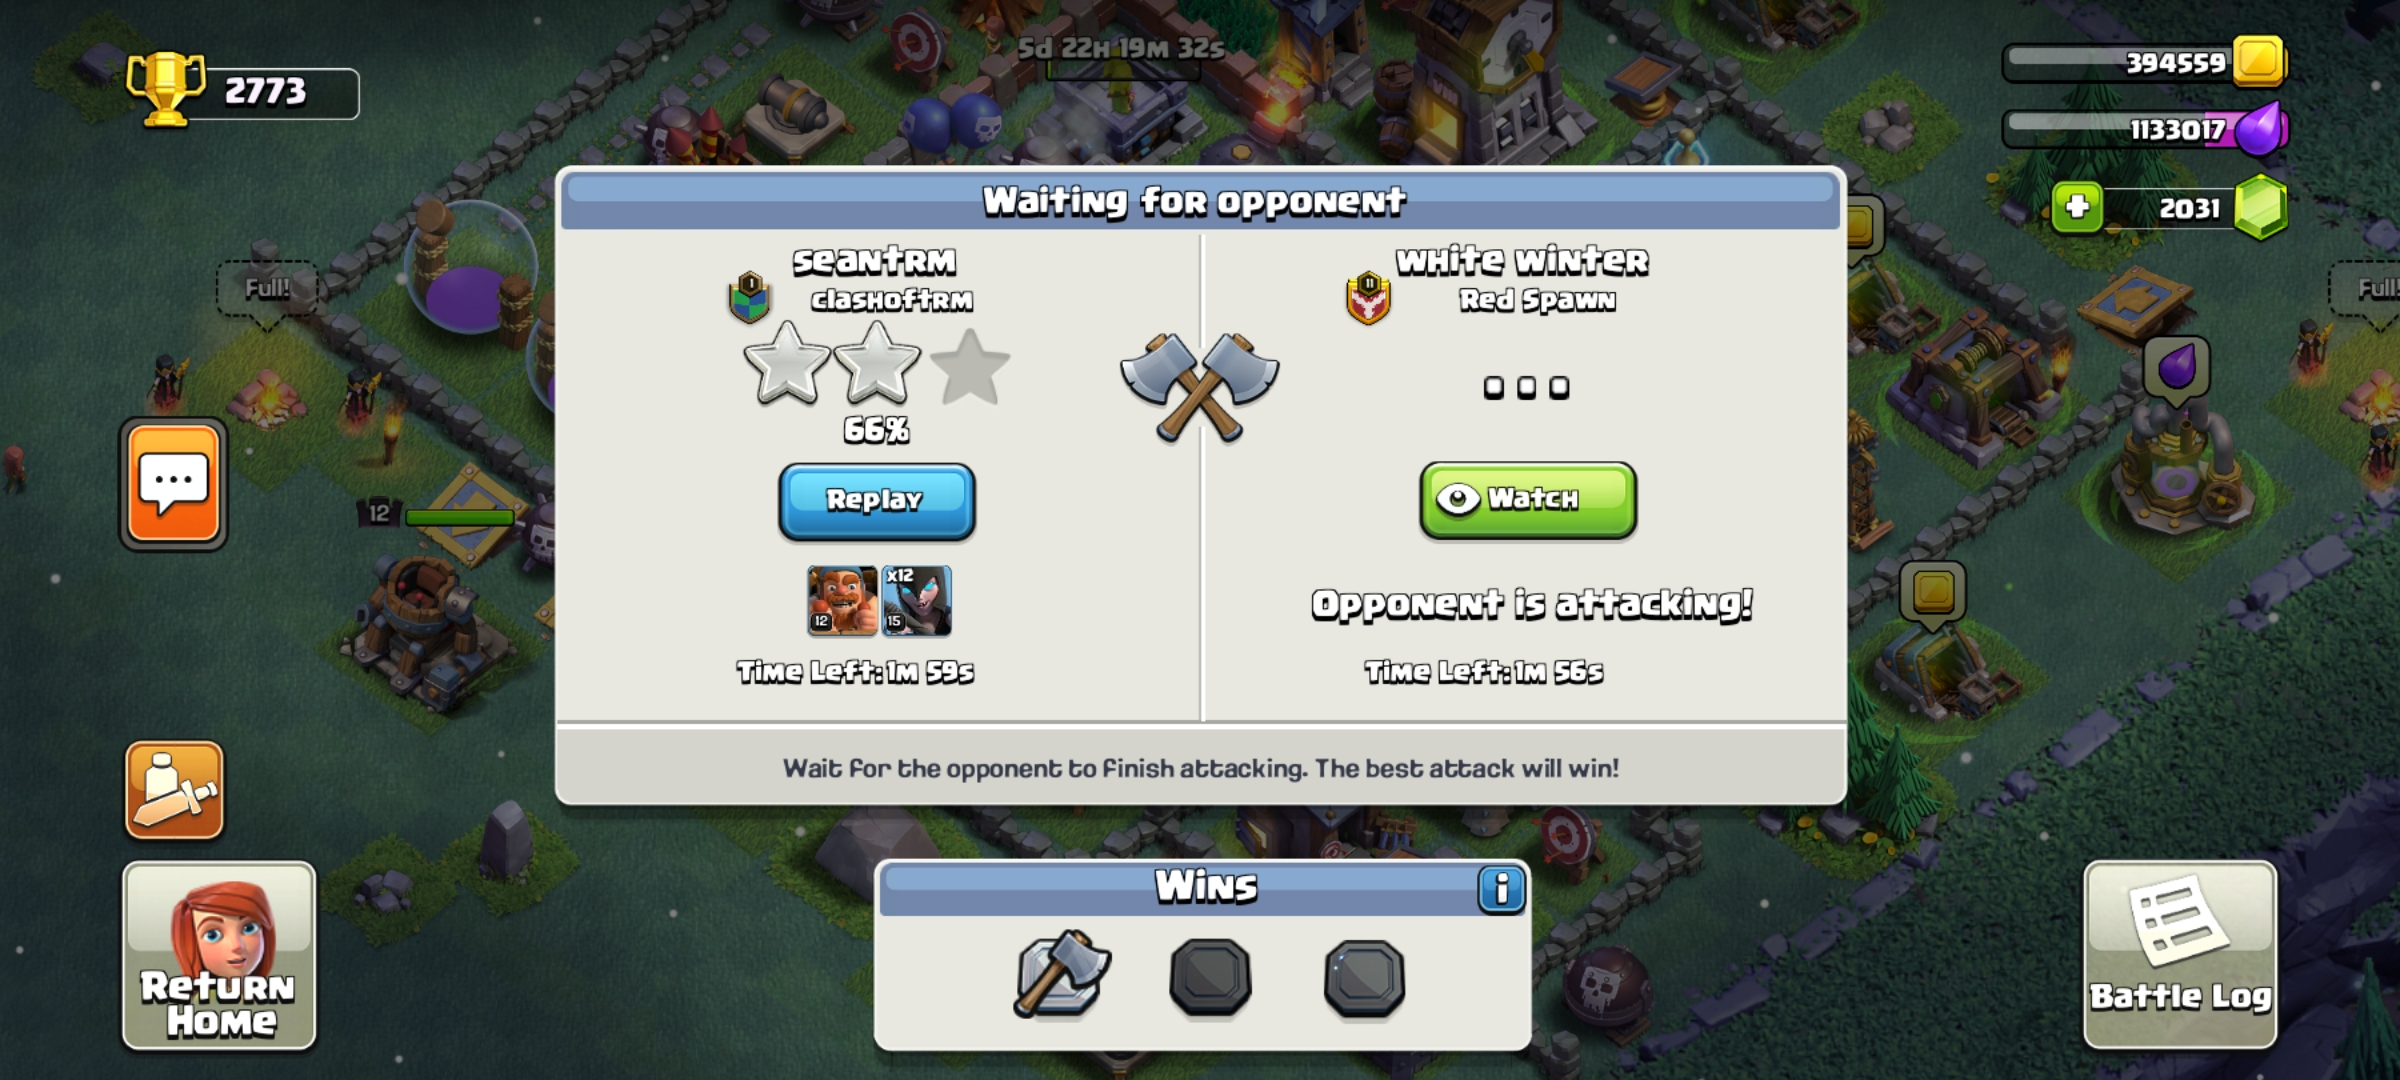 2773
5d 22H 19M 32s
394559
1133017
2031
Waiting for opponent
seantrm
clashoftrm
66%
Replay
x12
12
15
Time Left:1M 59s
1
white winter
Red Spawn
11
Watch
Opponent is attacking!
Time Left:1M 56s
Wait for the opponent to finish attacking. The best attack will win!
Full!
Full!
12
Wins
i
Return
Home
Battle Log